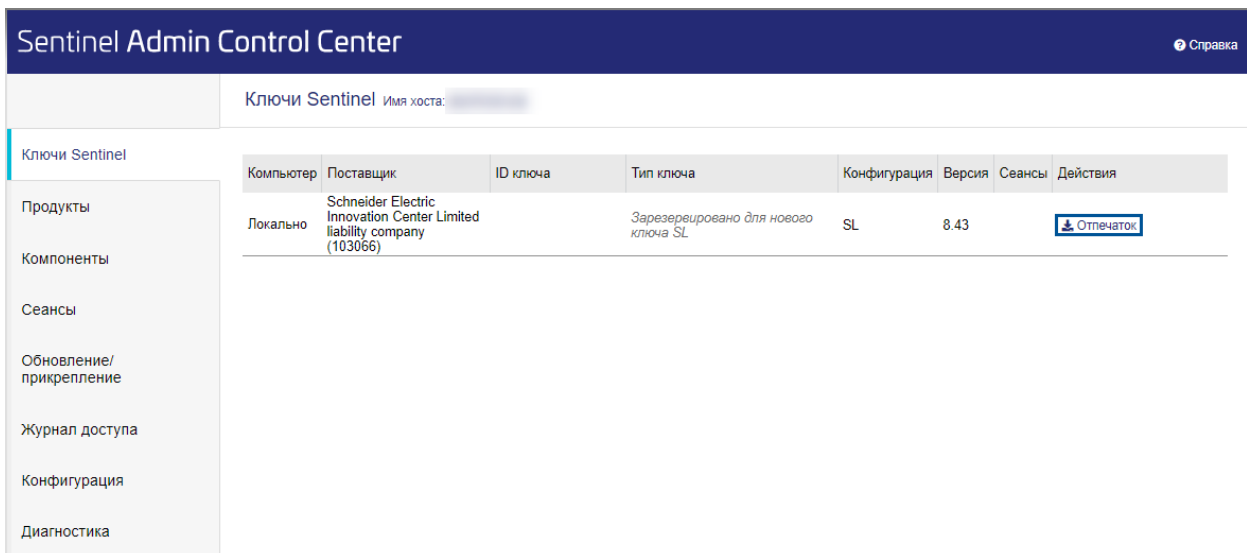 Sentinel Admin Control Center
Справка
Ключи Sentinel Имя хоста:
Ключи Sentinel
Продукты
Компоненты
Сеансы
Обновление/
прикрепление
Журнал доступа
Конфигурация
Диагностика
Компьютер Поставщик ID ключа Тип ключа Конфигурация Версия Сеансы Действия
Schneider Electric
Innovation Center Limited
liability company
(103066)
Локально
Зарезервировано для нового
ключа SL
SL 8.43 Отпечаток